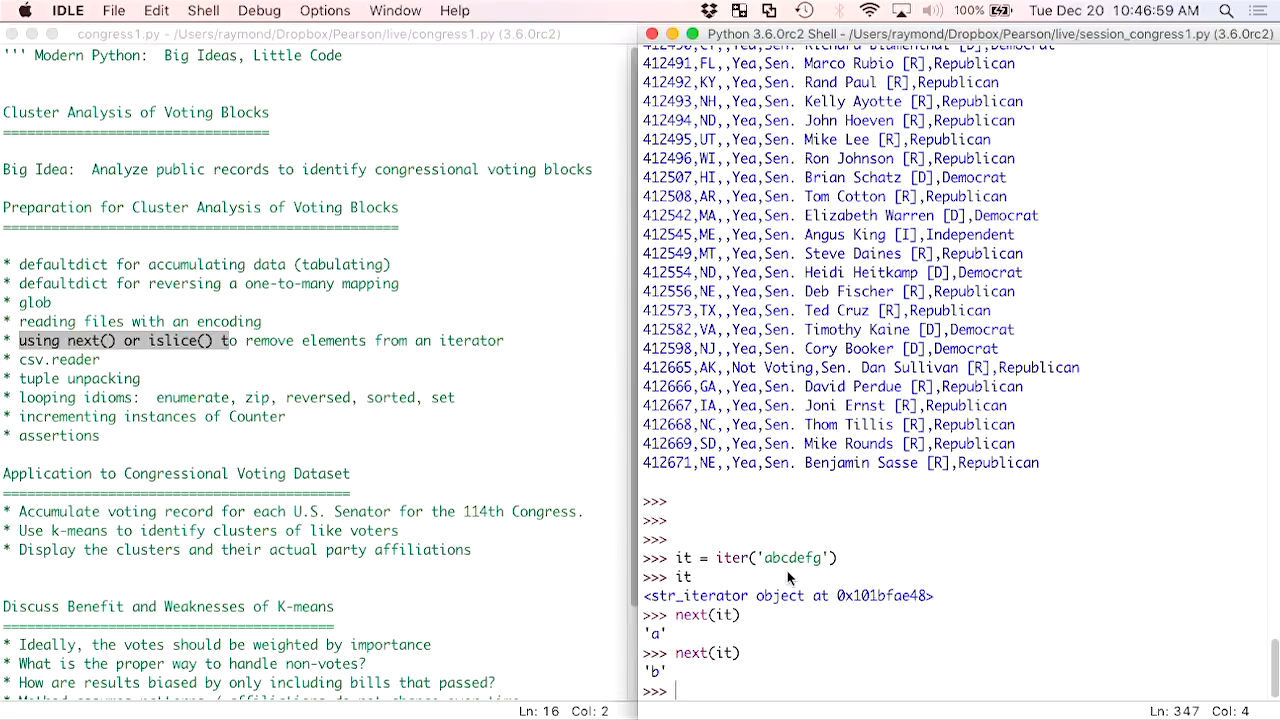 IDLE File Edit Shell Debug Options Window Help 100% Tue Dec 20 10:46:59 AM
congress1.py - /Users/raymond/Dropbox/Pearson/live/congress1.py (3.6.0rc2)
''' Modern Python:  Big Ideas, Little Code
Cluster Analysis of Voting Blocks
=================================
Big Idea:  Analyze public records to identify congressional voting blocks
Preparation for Cluster Analysis of Voting Blocks
=================================================
* defaultdict for accumulating data (tabulating)
* defaultdict for reversing a one-to-many mapping
* glob
* reading files with an encoding
* using next() or islice() to remove elements from an iterator
* csv.reader
* tuple unpacking
* looping idioms:  enumerate, zip, reversed, sorted, set
* incrementing instances of Counter
* assertions
Application to Congressional Voting Dataset
===========================================
* Accumulate voting record for each U.S. Senator for the 114th Congress.
* Use k-means to identify clusters of like voters
* Display the clusters and their actual party affiliations
Discuss Benefit and Weaknesses of K-means
=========================================
* Ideally, the votes should be weighted by importance
* What is the proper way to handle non-votes?
* How are results biased by only including bills that passed?
Ln: 16 Col: 2
Python 3.6.0rc2 Shell - /Users/raymond/Dropbox/Pearson/live/session_congress1.py (3.6.0rc2)
412490,CT,,Yea,Sen. Richard Blumenthal [D],Democrat
412491,FL,,Yea,Sen. Marco Rubio [R],Republican
412492,KY,,Yea,Sen. Rand Paul [R],Republican
412493,NH,,Yea,Sen. Kelly Ayotte [R],Republican
412494,ND,,Yea,Sen. John Hoeven [R],Republican
412495,UT,,Yea,Sen. Mike Lee [R],Republican
412496,WI,,Yea,Sen. Ron Johnson [R],Republican
412507,HI,,Yea,Sen. Brian Schatz [D],Democrat
412508,AR,,Yea,Sen. Tom Cotton [R],Republican
412542,MA,,Yea,Sen. Elizabeth Warren [D],Democrat
412545,ME,,Yea,Sen. Angus King [I],Independent
412549,MT,,Yea,Sen. Steve Daines [R],Republican
412554,ND,,Yea,Sen. Heidi Heitkamp [D],Democrat
412556,NE,,Yea,Sen. Deb Fischer [R],Republican
412573,TX,,Yea,Sen. Ted Cruz [R],Republican
412582,VA,,Yea,Sen. Timothy Kaine [D],Democrat
412598,NJ,,Yea,Sen. Cory Booker [D],Democrat
412665,AK,,Not Voting,Sen. Dan Sullivan [R],Republican
412666,GA,,Yea,Sen. David Perdue [R],Republican
412667,IA,,Yea,Sen. Joni Ernst [R],Republican
412668,NC,,Yea,Sen. Thom Tillis [R],Republican
412669,SD,,Yea,Sen. Mike Rounds [R],Republican
412671,NE,,Yea,Sen. Benjamin Sasse [R],Republican
>>>
>>>
>>>
>>> it = iter('abcdefg')
>>> it
<str_iterator object at 0x101bfae48>
>>> next(it)
'a'
>>> next(it)
'b'
>>>
Ln: 347 Col: 4